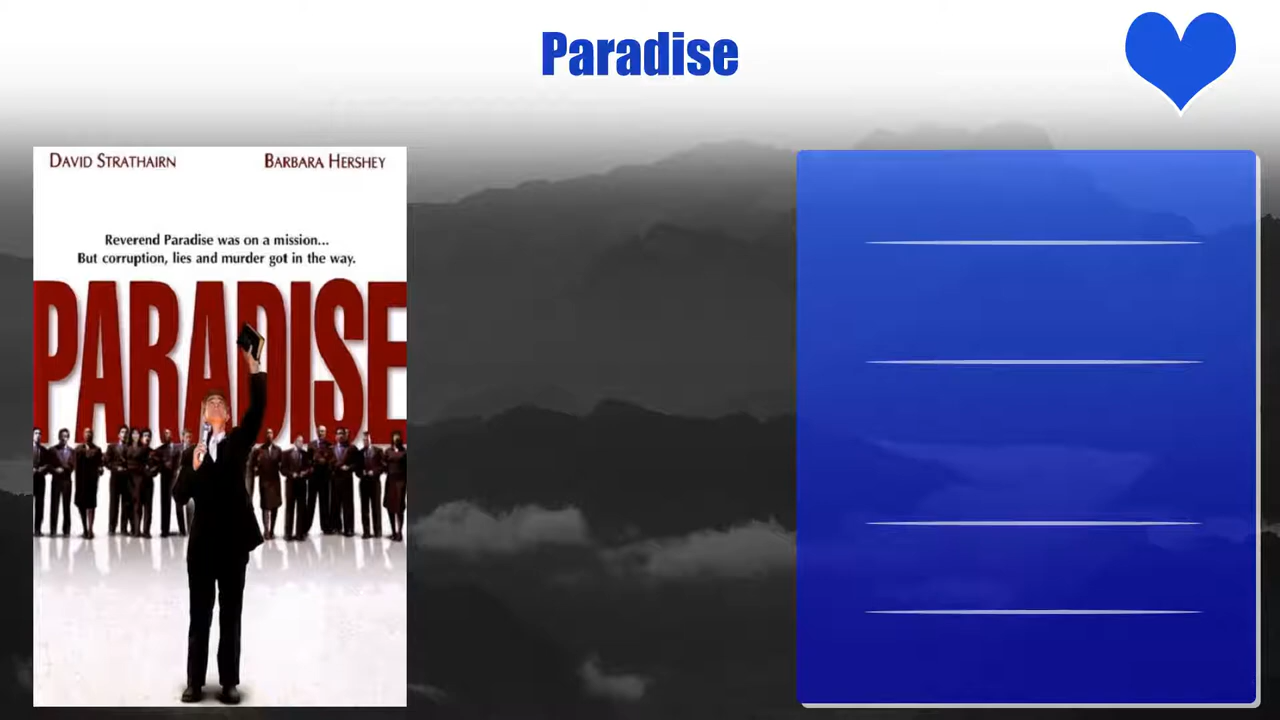 Paradise
DAVID STRATHAIRN BARBARA HERSHEY
Reverend Paradise was on a mission...
But corruption, lies and murder got in the way.
PARADISE